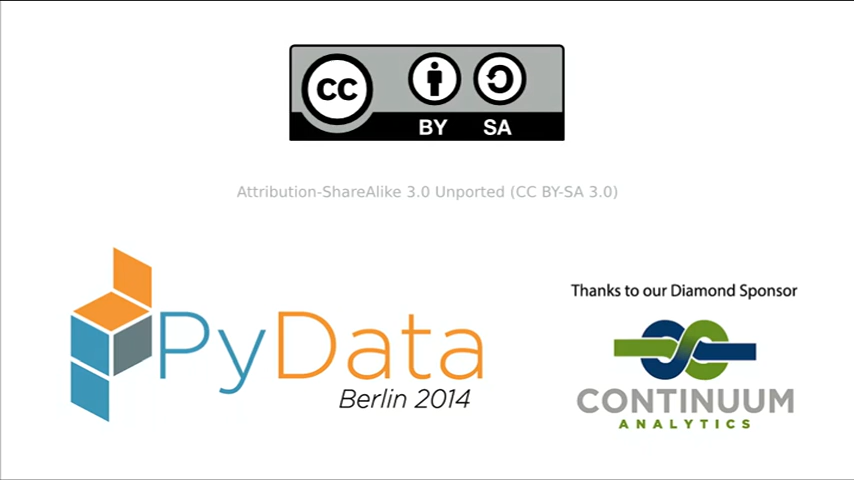 CC
BY SA
Attribution-ShareAlike 3.0 Unported (CC BY-SA 3.0)
PyData
Berlin 2014
Thanks to our Diamond Sponsor
CONTINUUM
ANALYTICS